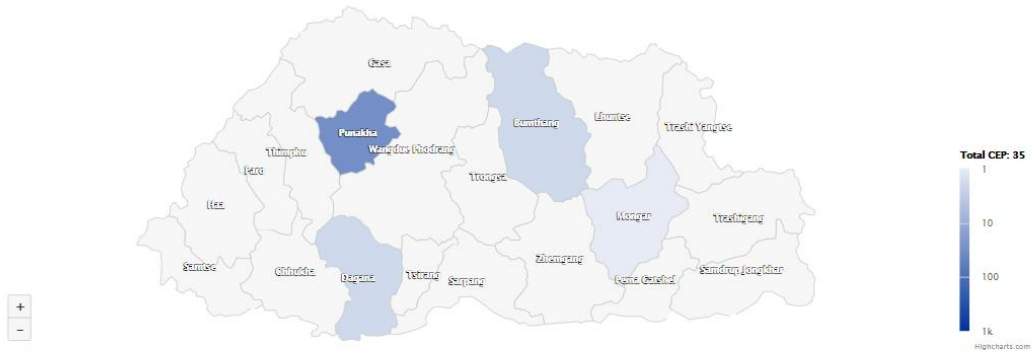 Gasa
Punakha
Bumthang
Lhuntse
Trashi Yangtse
Thimphu
Wangdue Phodrang
Paro
Trongsa
Haa
Mongar
Trashigang
Samtse
Chhukha
Dagana
Tsirang
Sarpang
Zhemgang
Pema Gatshel
Samdrup Jongkhar
Total CEP: 35
1
10
100
1k
+
−
Highcharts.com